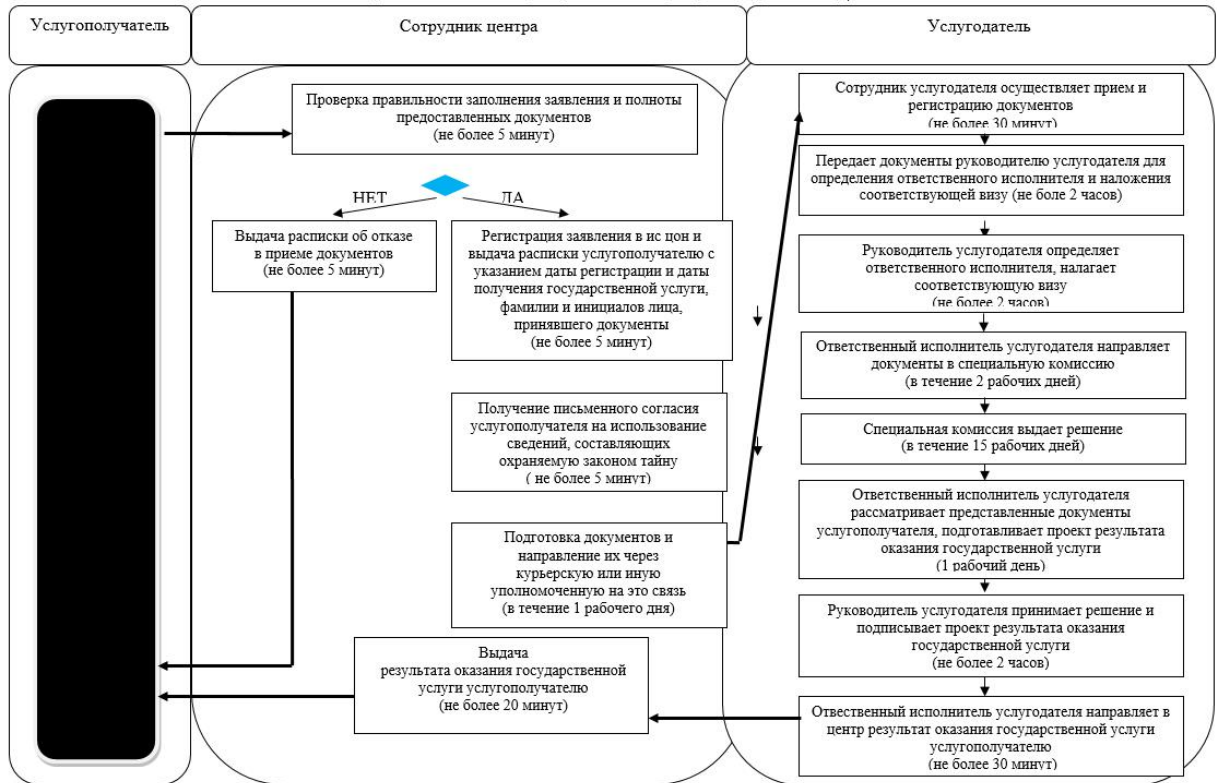 Услугополучатель
Сотрудник центра
Услугодатель
Проверка правильности заполнения заявления и полноты
предоставленных документов
(не более 5 минут)
НЕТ
ДА
Выдача расписки об отказе
в приеме документов
(не более 5 минут)
Регистрация заявления в ис цон и
выдача расписки услугополучателю с
указанием даты регистрации и даты
получения государственной услуги,
фамилии и инициалов лица,
принявшего документы
(не более 5 минут)
Получение письменного согласия
услугополучателя на использование
сведений, составляющих
охраняемую законом тайну
( не более 5 минут)
Подготовка документов и
направление их через
курьерскую или иную
уполномоченную на это связь
(в течение 1 рабочего дня)
Выдача
результата оказания государственной
услуги услугополучателю
(не более 20 минут)
Сотрудник услугодателя осуществляет прием и
регистрацию документов
(не более 30 минут)
Передает документы руководителю услугодателя для
определения ответственного исполнителя и наложения
соответствующей визу (не боле 2 часов)
Руководитель услугодателя определяет
ответственного исполнителя, налагает
соответствующую визу
(не более 2 часов)
Ответственный исполнитель услугодателя направляет
документы в специальную комиссию
(в течение 2 рабочих дней)
Специальная комиссия выдает решение
(в течение 15 рабочих дней)
Ответственный исполнитель услугодателя
рассматривает представленные документы
услугополучателя, подготавливает проект результата
оказания государственной услуги
(1 рабочий день)
Руководитель услугодателя принимает решение и
подписывает проект результата оказания
государственной услуги
(не более 2 часов)
Отвественный исполнитель услугодателя направляет в
центр результат оказания государственной услуги
услугополучателю
(не более 30 минут)